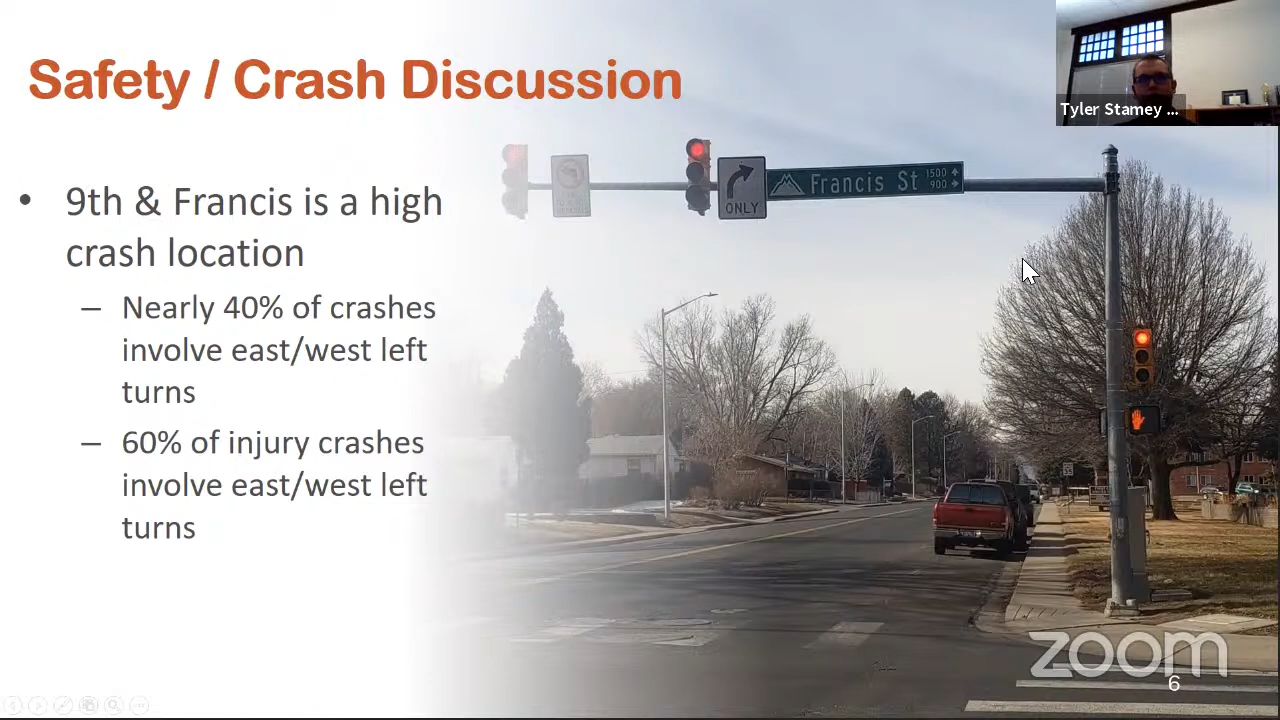 Safety / Crash Discussion
Tyler Stamey ...
• 9th & Francis is a high
crash location
– Nearly 40% of crashes
involve east/west left
turns
– 60% of injury crashes
involve east/west left
turns
ONLY
Francis St
1500
900
35
zoom
6